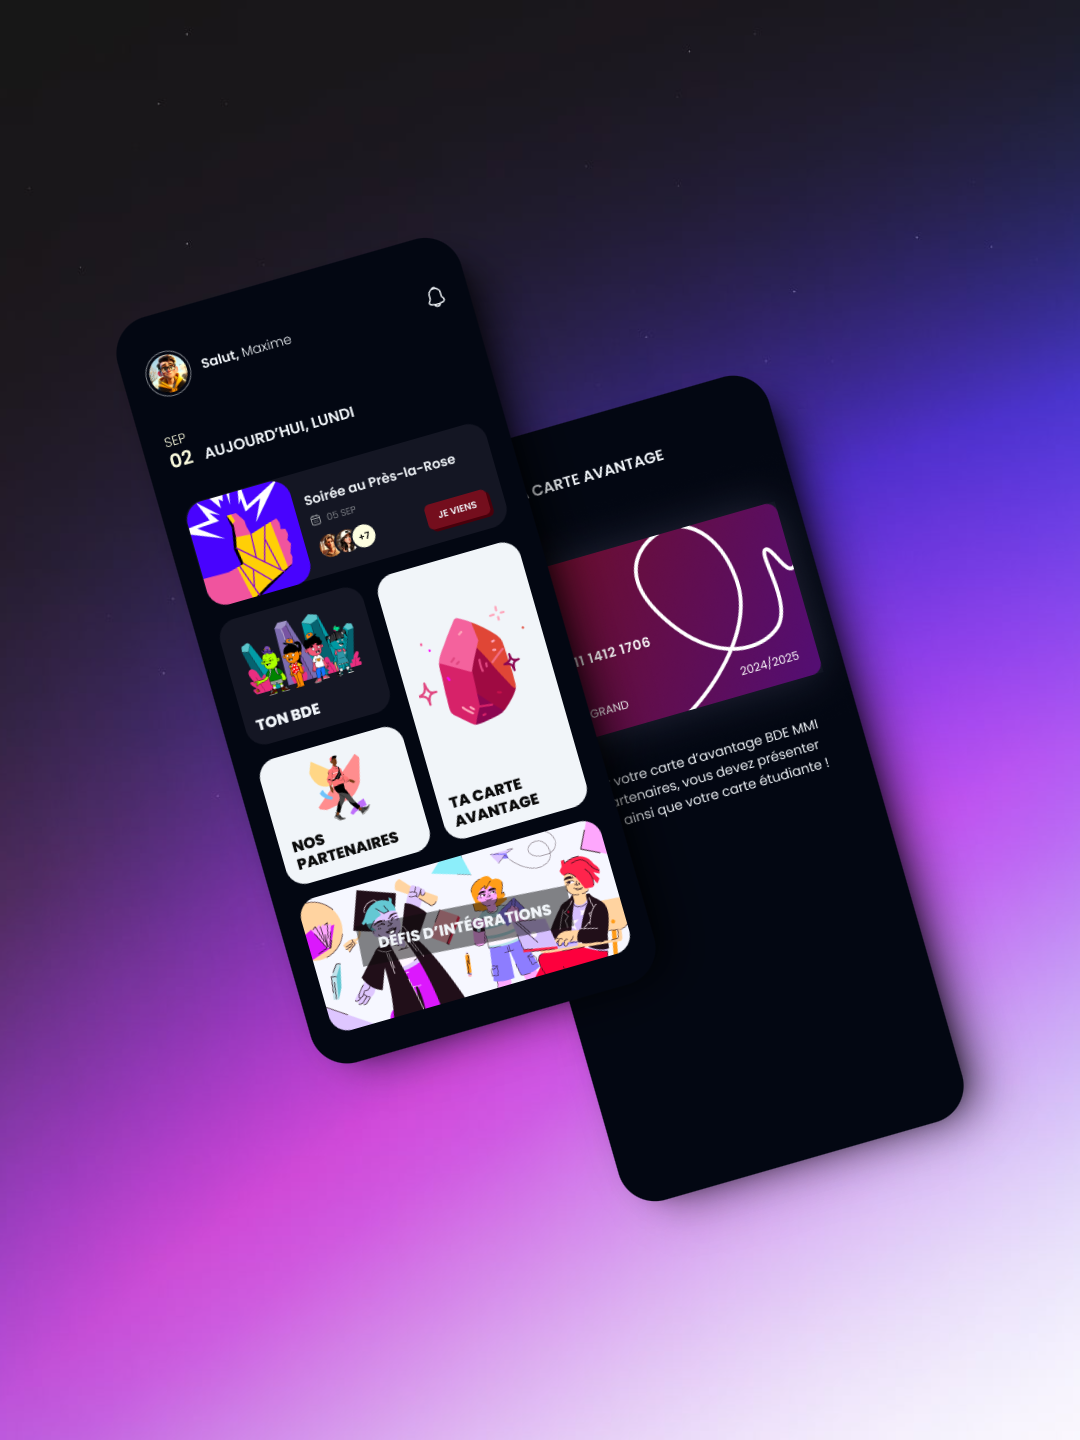 Salut, Maxime
SEP
02
AUJOURD'HUI, LUNDI
Soirée au Près-la-Rose
05 SEP
+7
JE VIENS
TON BDE
TA CARTE
AVANTAGE
NOS
PARTENAIRES
DÉFIS D'INTÉGRATIONS
CARTE AVANTAGE
11 1412 1706
GRAND
2024/2025
votre carte d'avantage BDE MMI
artenaires, vous devez présenter
ainsi que votre carte étudiante !